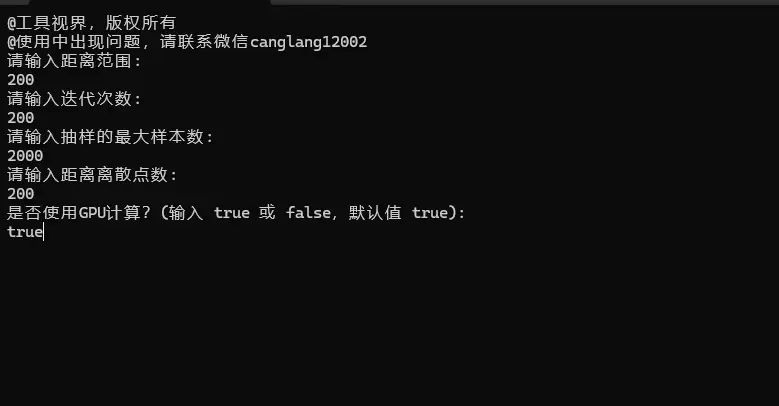 @工具视界，版权所有
@使用中出现问题，请联系微信canglang12002
请输入距离范围:
200
请输入迭代次数:
200
请输入抽样的最大样本数:
2000
请输入距离离散点数:
200
是否使用GPU计算? (输入 true 或 false, 默认值 true):
true